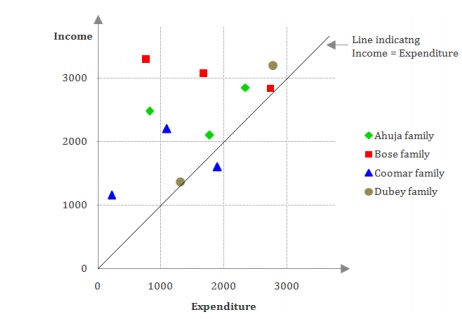 Income
Line indicatng
Income = Expenditure
3000
2000
1000
0
Ahuja family
Bose family
Coomar family
Dubey family
0 1000 2000 3000
Expenditure